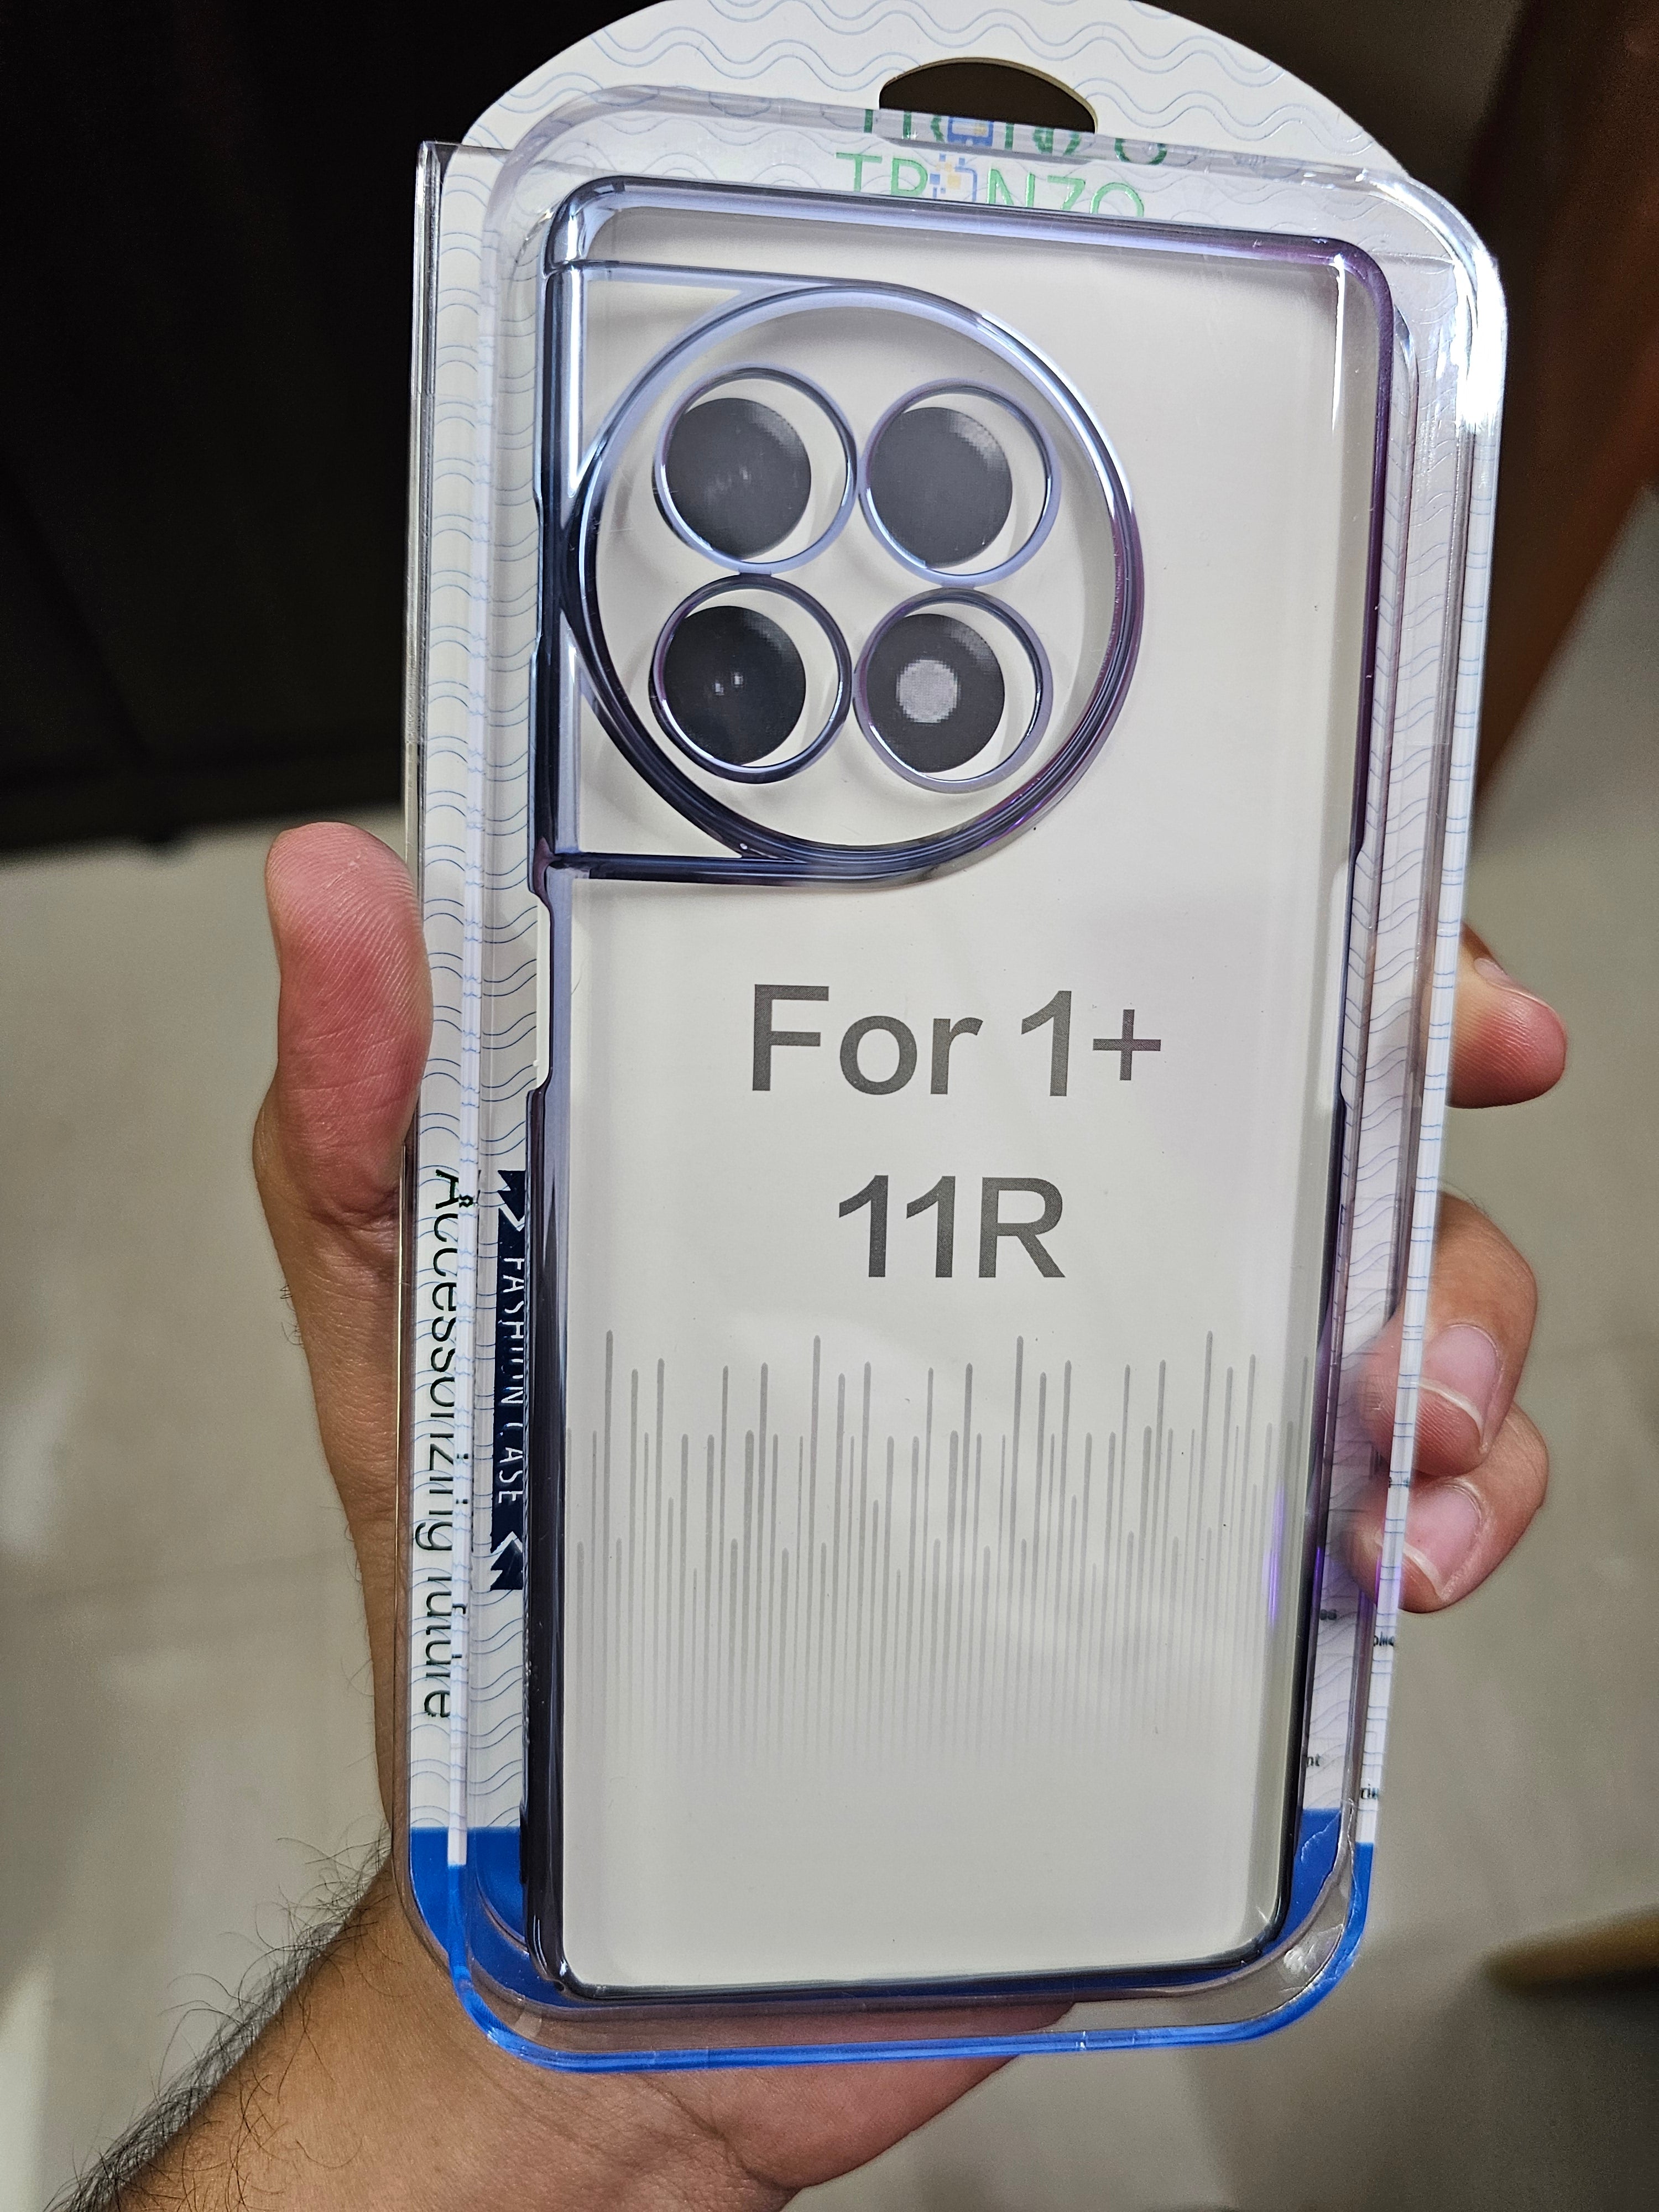 TRONZO
For 1+
11R
FASHION CASE
Accessorizing future